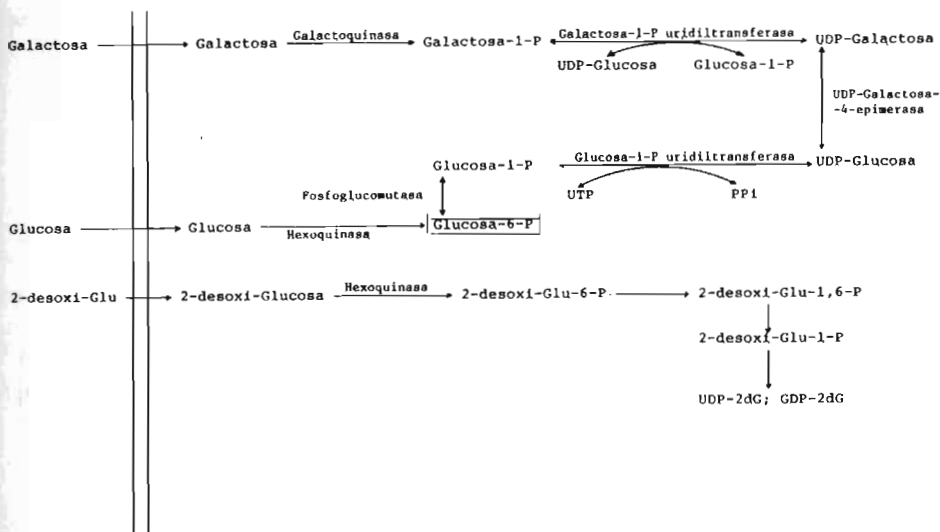 Galactosa Galactosa Galactoquinasa Galactosa-1-P Galactosa-1-P uridiltransferasa UDP-Galactosa
UDP-Glucosa Glucosa-1-P
UDP-Galactosa-
-4-epimerasa
Glucosa-1-P Glucosa-1-P uridiltransferasa UDP-Glucosa
Fosfoglucomutasa UTP PPi
Glucosa Glucosa Hexoquinasa Glucosa-6-P
2-desoxi-Glu 2-desoxi-Glucosa Hexoquinasa 2-desoxi-Glu-6-P 2-desoxi-Glu-1,6-P
2-desoxi-Glu-1-P
UDP-2dG; GDP-2dG